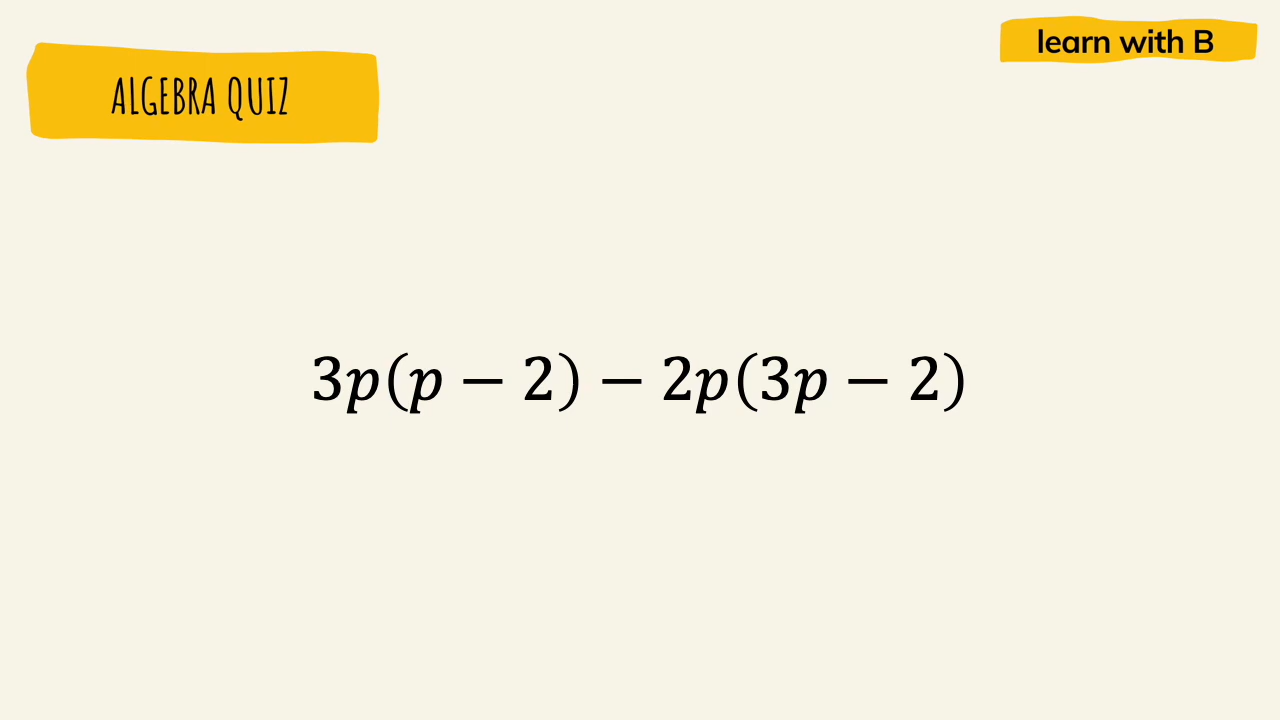 learn with B
ALGEBRA QUIZ
3p(p − 2) − 2p(3p − 2)